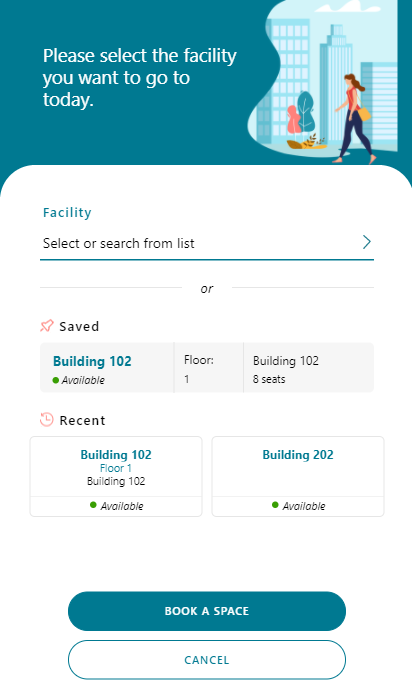 Please select the facility
you want to go to
today.
Facility
Select or search from list
or
Saved
Building 102
Available
Floor:
1
Building 102
8 seats
Recent
Building 102
Floor 1
Building 102
Available
Building 202
Available
BOOK A SPACE
CANCEL